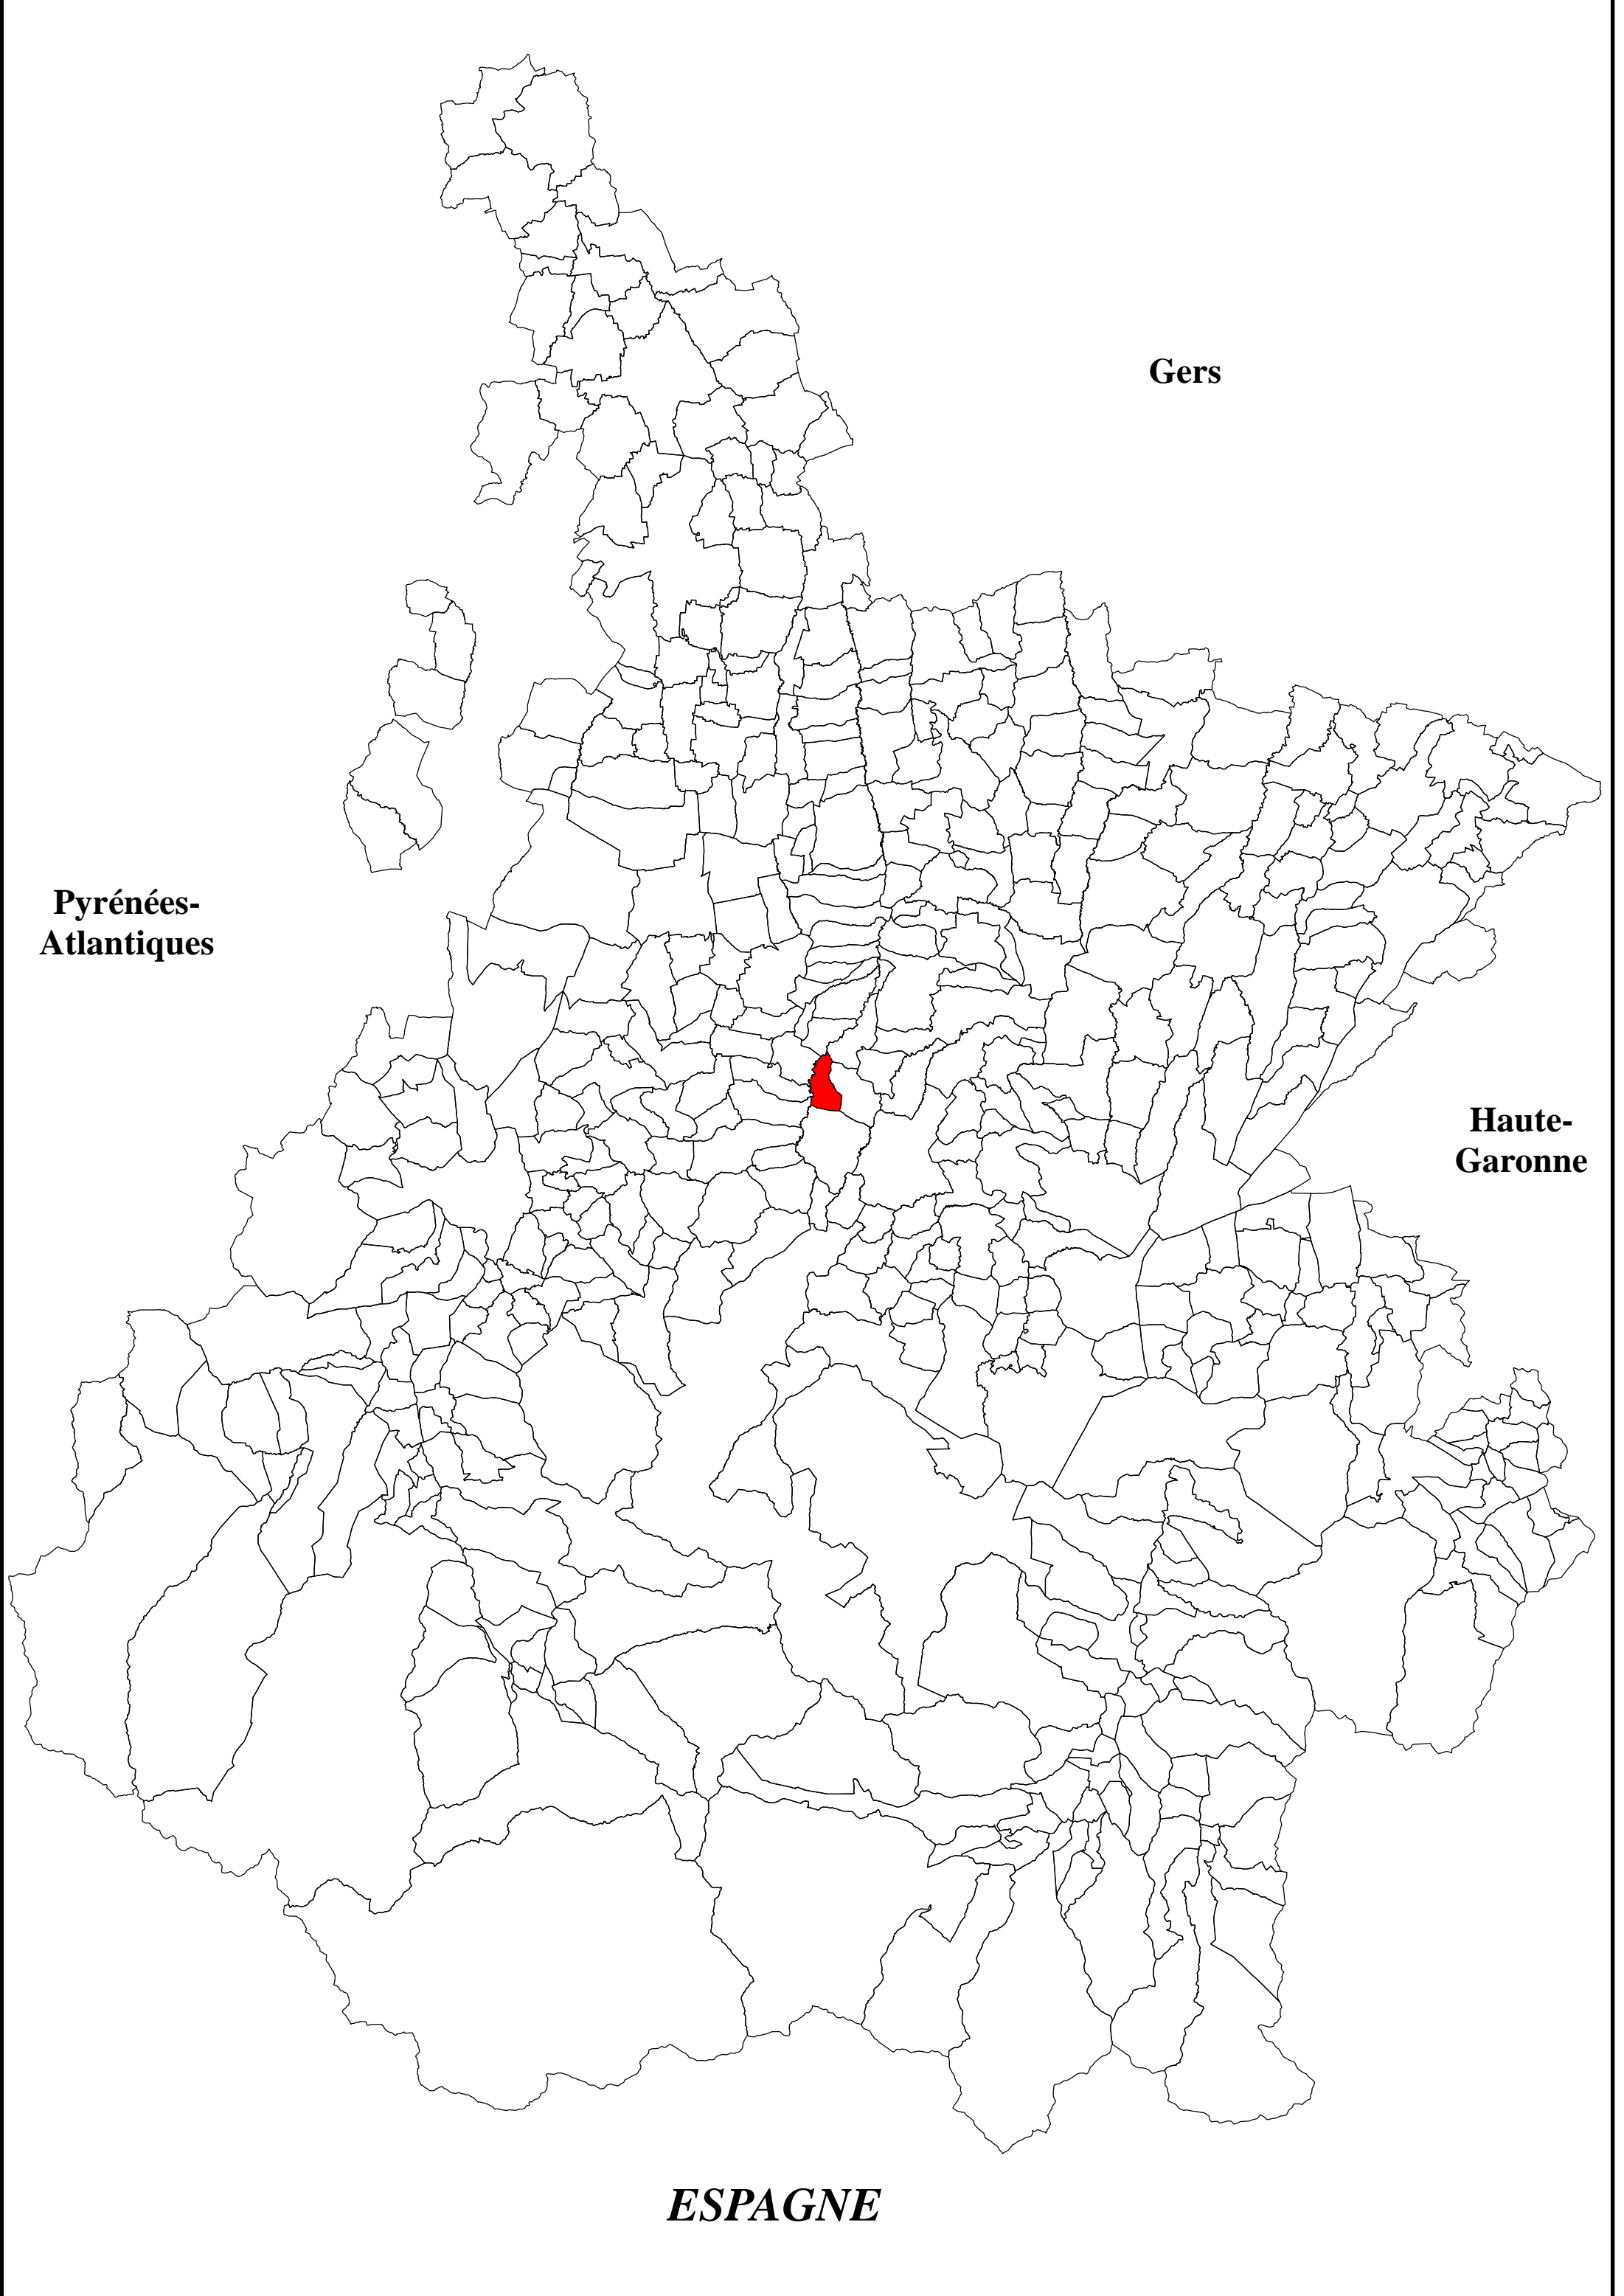 Gers
Pyrénées-
Atlantiques
Haute-
Garonne
ESPAGNE